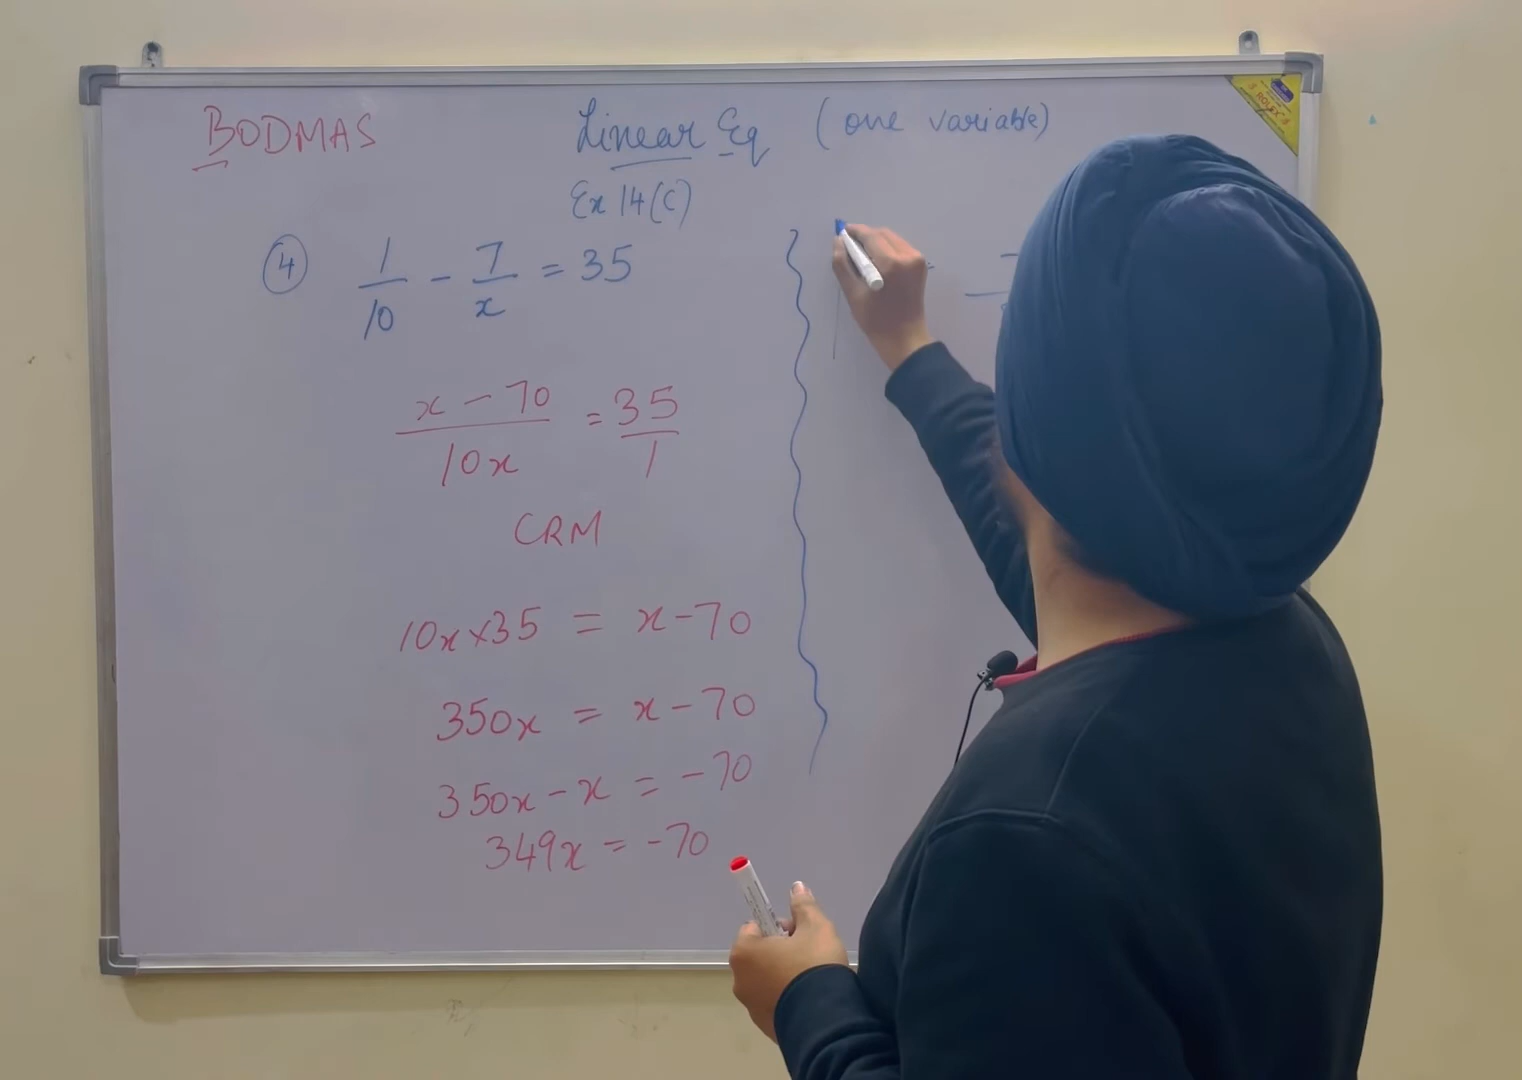 BODMAS
Linear Eq (one variable)
Ex 14(C)
④ 1/10 - 7/x = 35
x - 70 / 10x = 35/1
CRM
10x×35 = x-70
350x = x-70
350x-x = -70
349x = -70
ROLEX